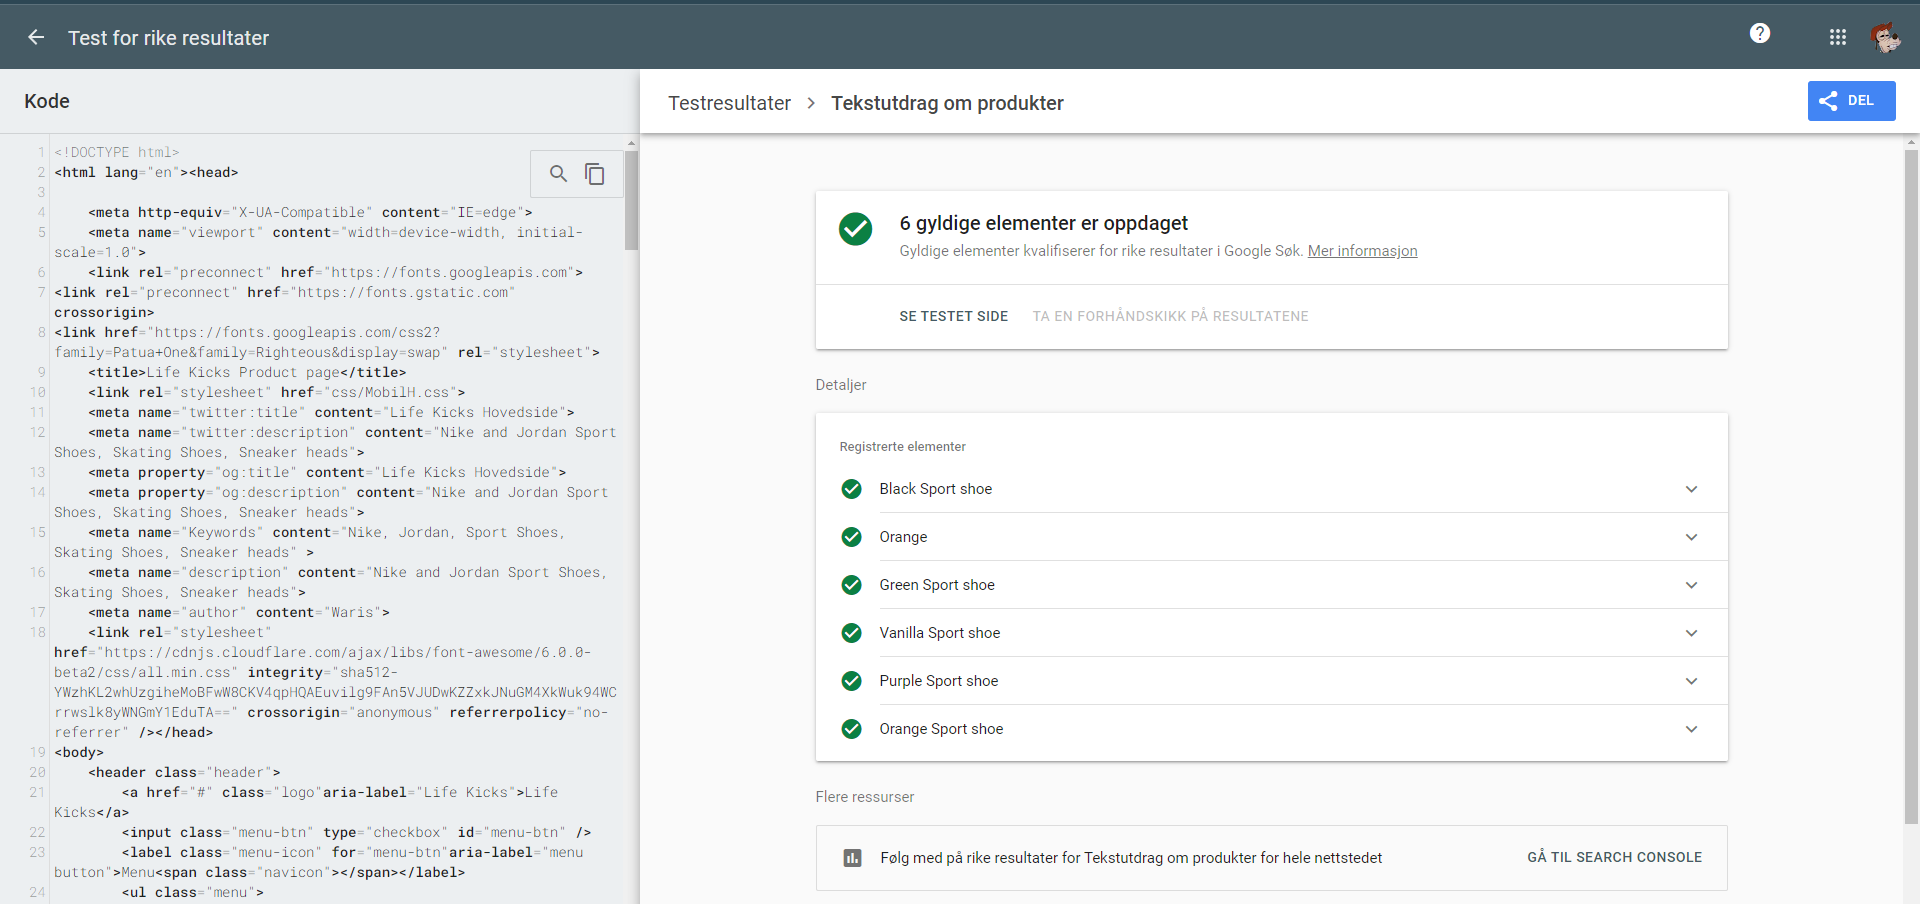 Test for rike resultater
Kode
1 <!DOCTYPE html>
2 <html lang="en"><head>
3
4 <meta http-equiv="X-UA-Compatible" content="IE=edge">
5 <meta name="viewport" content="width=device-width, initial-
scale=1.0">
6 <link rel="preconnect" href="https://fonts.googleapis.com">
7 <link rel="preconnect" href="https://fonts.gstatic.com"
crossorigin>
8 <link href="https://fonts.googleapis.com/css2?
family=Patua+One&family=Righteous&display=swap" rel="stylesheet">
9 <title>Life Kicks Product page</title>
10 <link rel="stylesheet" href="css/MobilH.css">
11 <meta name="twitter:title" content="Life Kicks Hovedside">
12 <meta name="twitter:description" content="Nike and Jordan Sport
Shoes, Skating Shoes, Sneaker heads">
13 <meta property="og:title" content="Life Kicks Hovedside">
14 <meta property="og:description" content="Nike and Jordan Sport
Shoes, Skating Shoes, Sneaker heads">
15 <meta name="Keywords" content="Nike, Jordan, Sport Shoes,
Skating Shoes, Sneaker heads" >
16 <meta name="description" content="Nike and Jordan Sport Shoes,
Skating Shoes, Sneaker heads">
17 <meta name="author" content="Waris">
18 <link rel="stylesheet"
href="https://cdnjs.cloudflare.com/ajax/libs/font-awesome/6.0.0-
beta2/css/all.min.css" integrity="sha512-
YWzhKL2whUzgiheMoBFwW8CKV4qpHQAEuvilg9FAn5VJUDwKZZxkJNuGM4XkWuk94WC
rrwslk8yWNGmY1EduTA==" crossorigin="anonymous" referrerpolicy="no-
referrer" /></head>
19 <body>
20 <header class="header">
21 <a href="#" class="logo"aria-label="Life Kicks">Life
Kicks</a>
22 <input class="menu-btn" type="checkbox" id="menu-btn" />
23 <label class="menu-icon" for="menu-btn"aria-label="menu
button">Menu<span class="navicon"></span></label>
24 <ul class="menu">
Testresultater > Tekstutdrag om produkter
DEL
6 gyldige elementer er oppdaget
Gyldige elementer kvalifiserer for rike resultater i Google Søk. Mer informasjon
SE TESTET SIDE TA EN FORHÅNDSKIKK PÅ RESULTATENE
Detaljer
Registrerte elementer
Black Sport shoe
Orange
Green Sport shoe
Vanilla Sport shoe
Purple Sport shoe
Orange Sport shoe
Flere ressurser
Følg med på rike resultater for Tekstutdrag om produkter for hele nettstedet GÅ TIL SEARCH CONSOLE